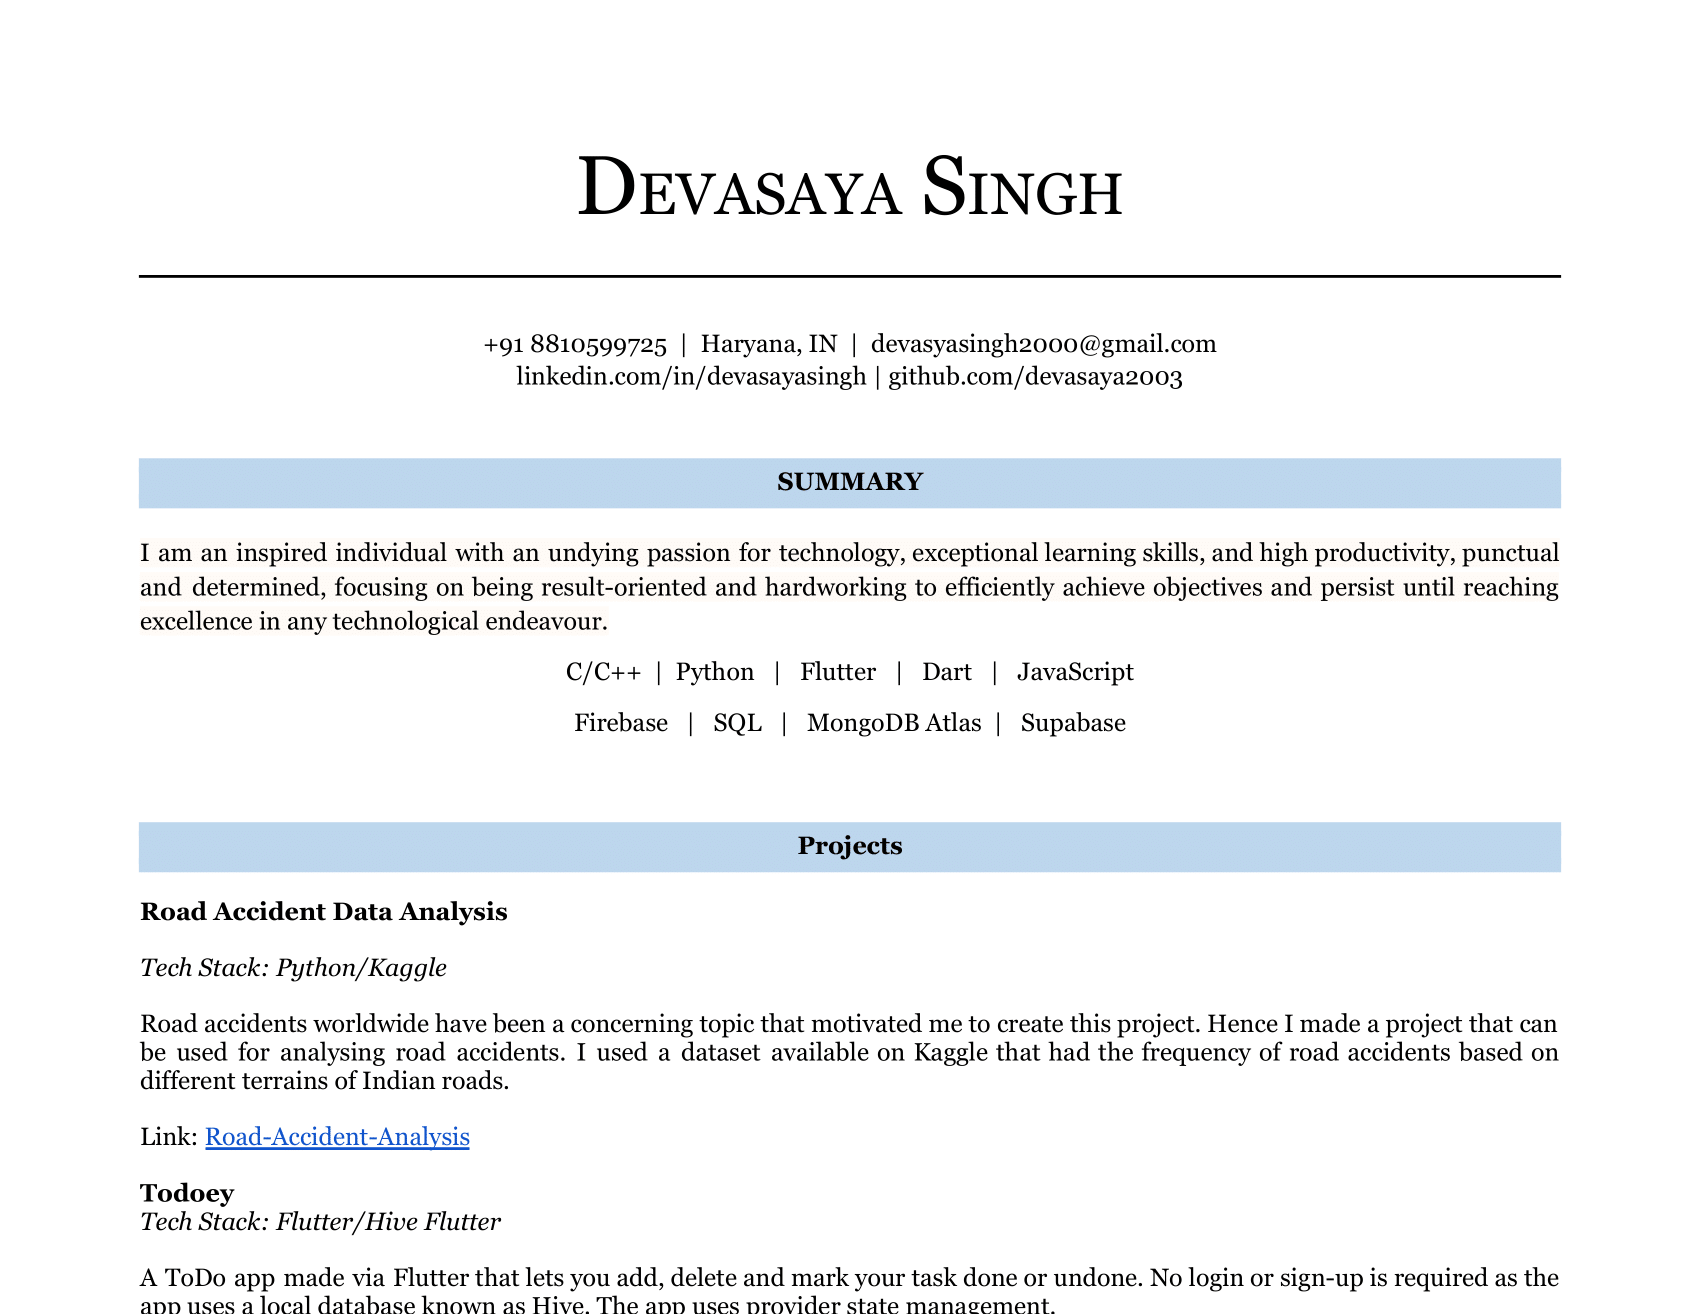 DEVASAYA SINGH
+91 8810599725 | Haryana, IN | devasyasingh2000@gmail.com
linkedin.com/in/devasayasingh | github.com/devasaya2003
SUMMARY
I am an inspired individual with an undying passion for technology, exceptional learning skills, and high productivity, punctual
and determined, focusing on being result-oriented and hardworking to efficiently achieve objectives and persist until reaching
excellence in any technological endeavour.
C/C++ | Python | Flutter | Dart | JavaScript
Firebase | SQL | MongoDB Atlas | Supabase
Projects
Road Accident Data Analysis
Tech Stack: Python/Kaggle
Road accidents worldwide have been a concerning topic that motivated me to create this project. Hence I made a project that can
be used for analysing road accidents. I used a dataset available on Kaggle that had the frequency of road accidents based on
different terrains of Indian roads.
Link: Road-Accident-Analysis
Todoey
Tech Stack: Flutter/Hive Flutter
A ToDo app made via Flutter that lets you add, delete and mark your task done or undone. No login or sign-up is required as the
app uses a local database known as Hive. The app uses provider state management.